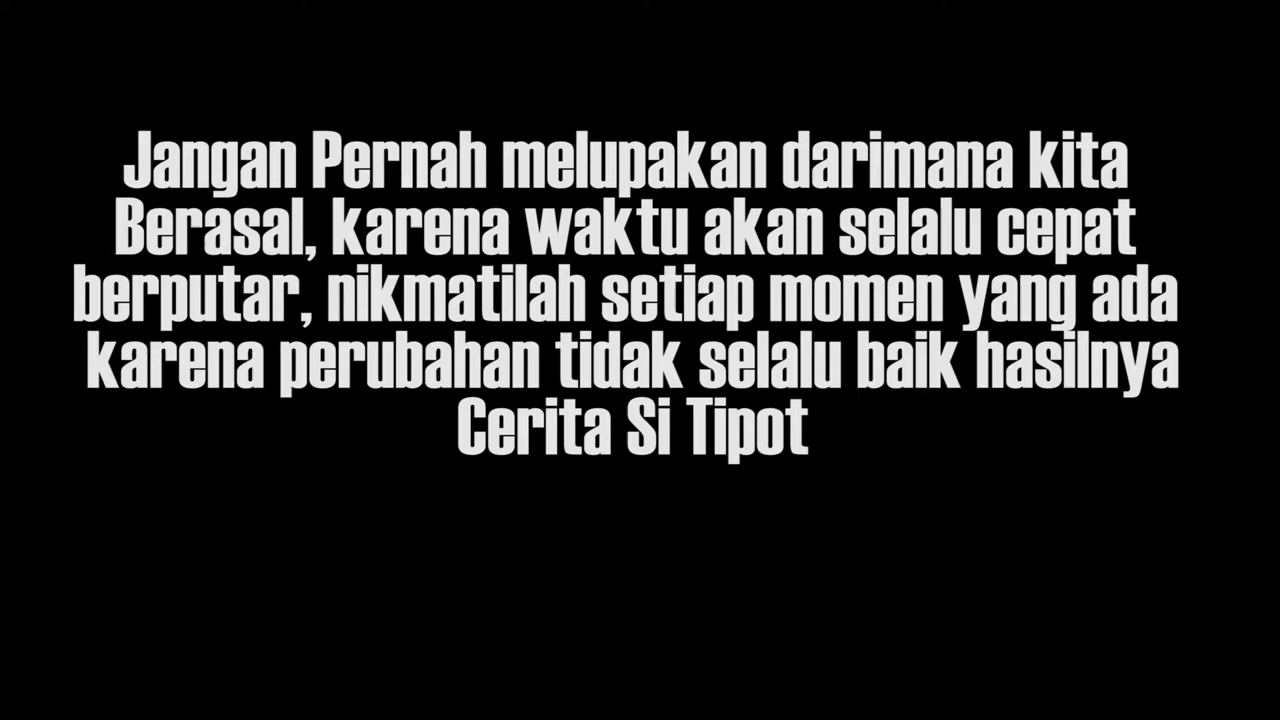 Jangan Pernah melupakan darimana kita
Berasal, karena waktu akan selalu cepat
berputar, nikmatilah setiap momen yang ada
karena perubahan tidak selalu baik hasilnya
Cerita Si Tipot